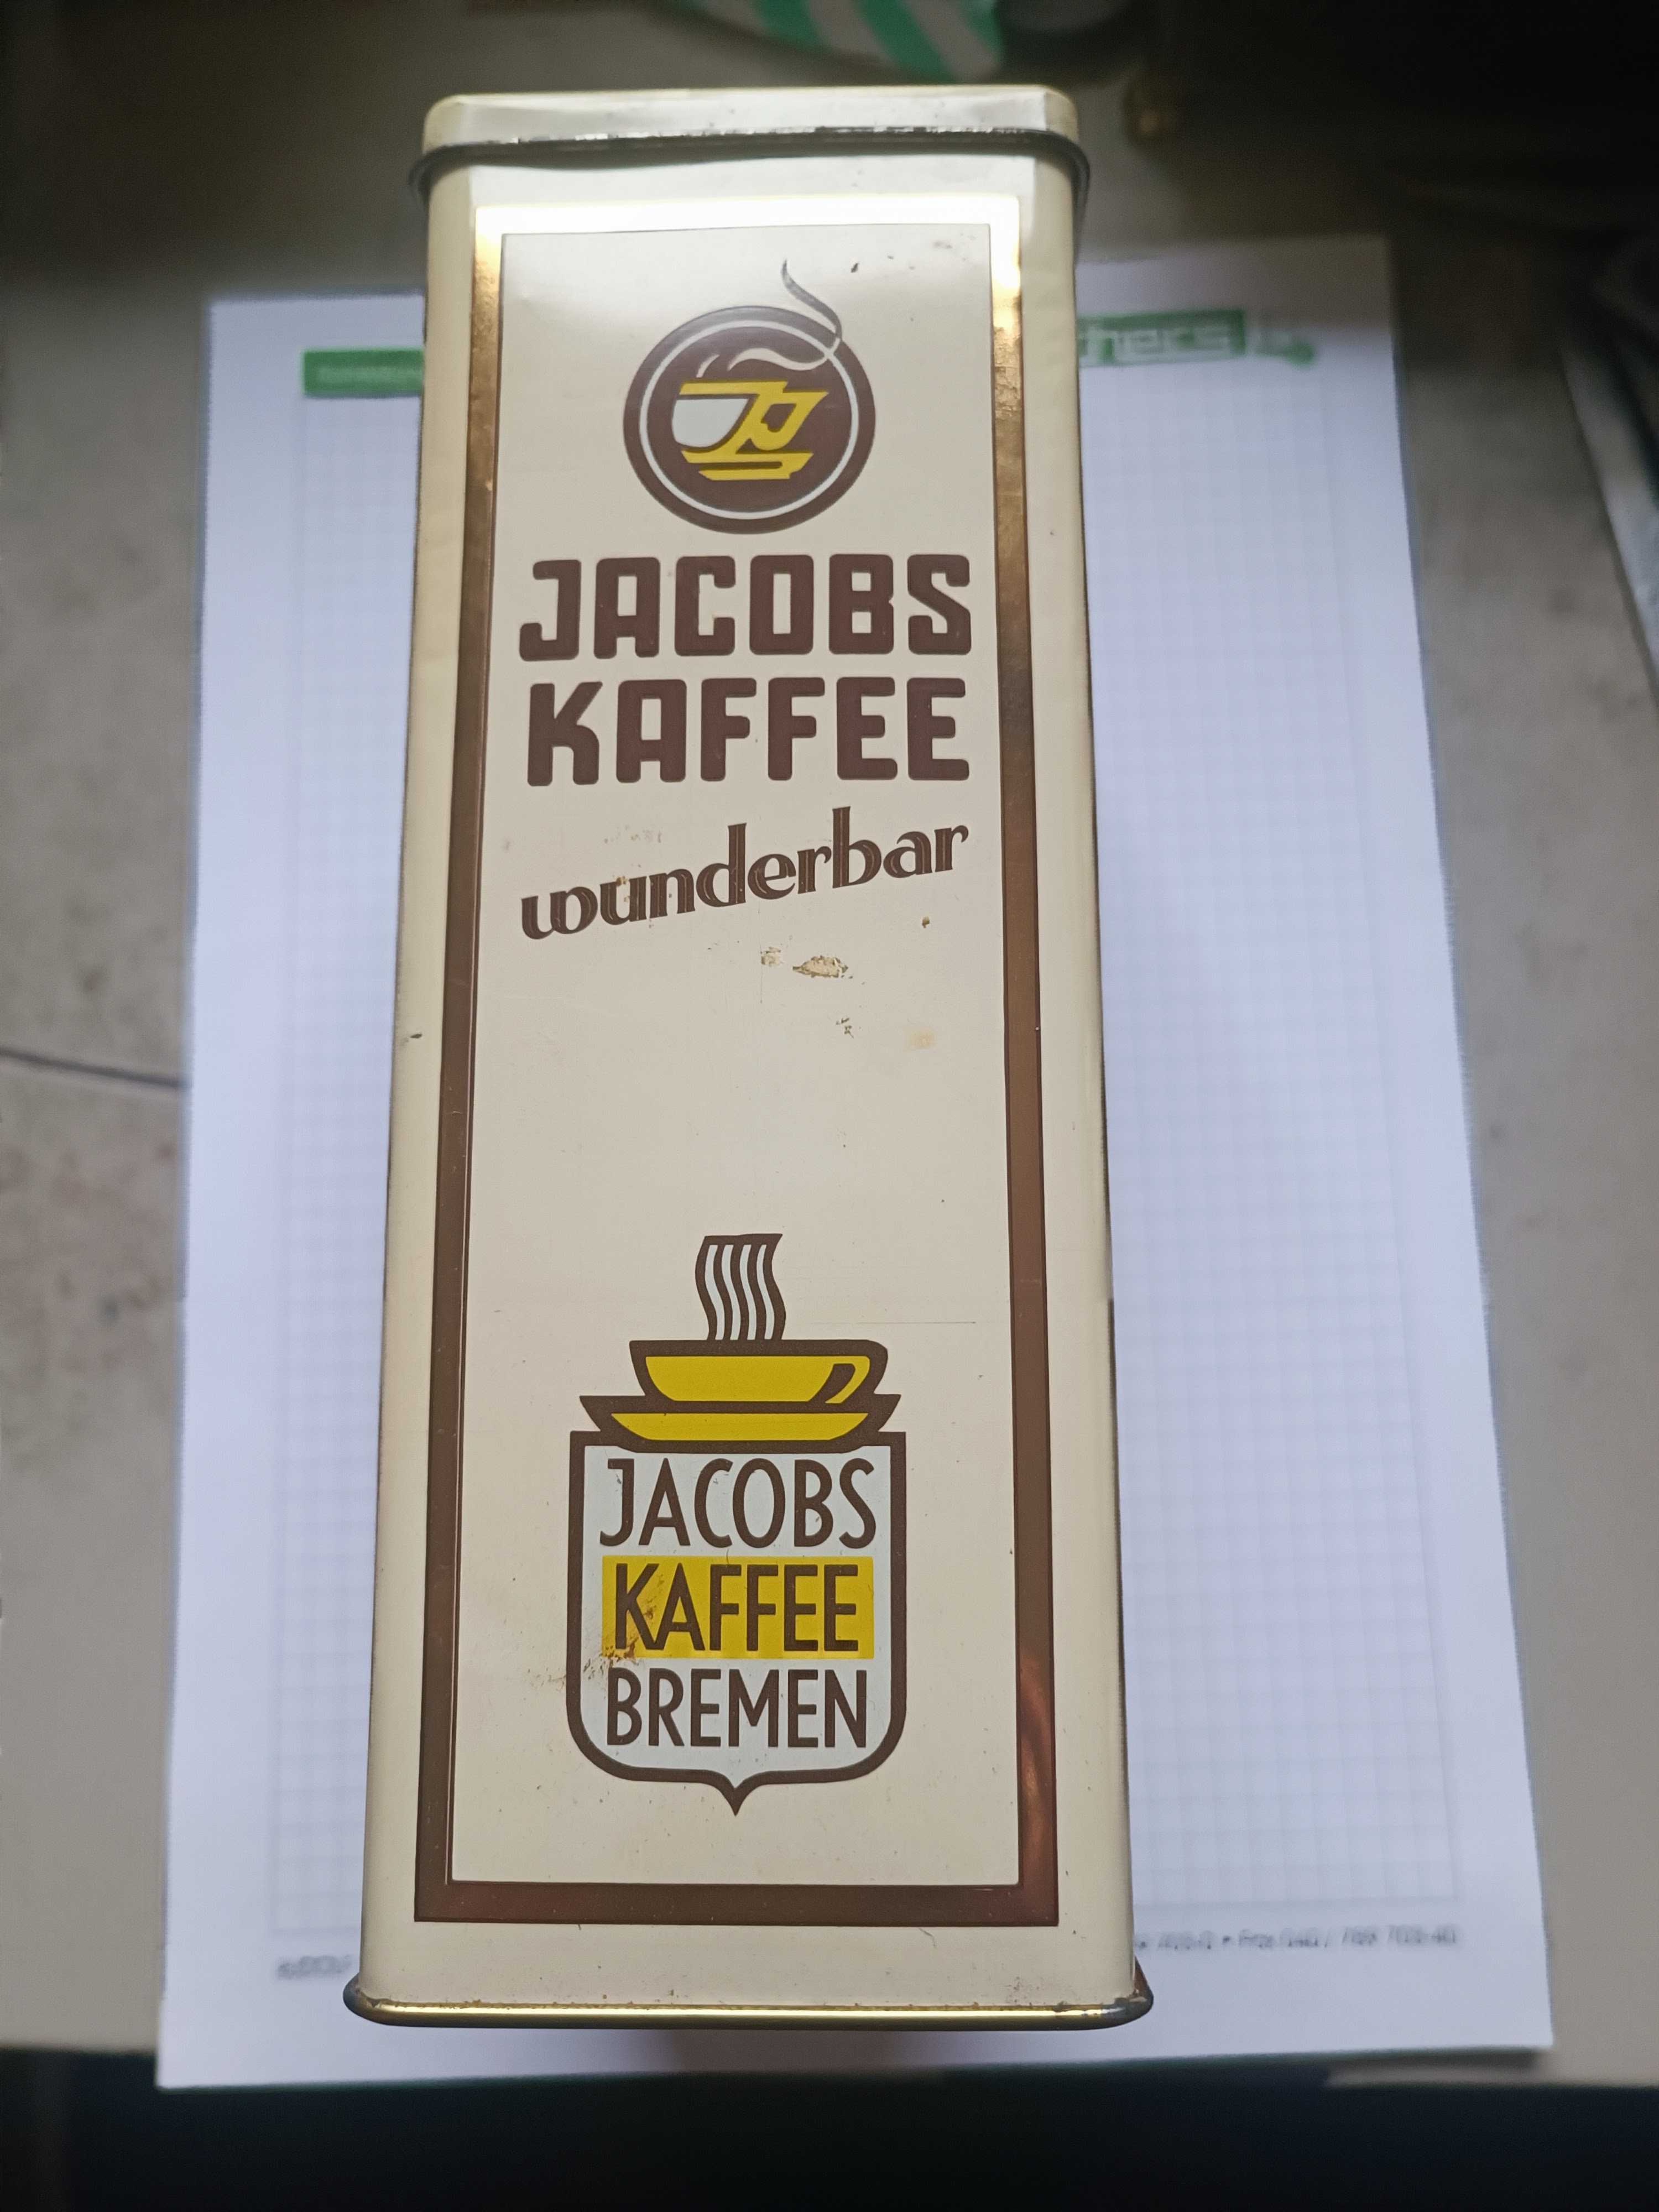 JACOBS
KAFFEE
wunderbar
JACOBS
KAFFEE
BREMEN